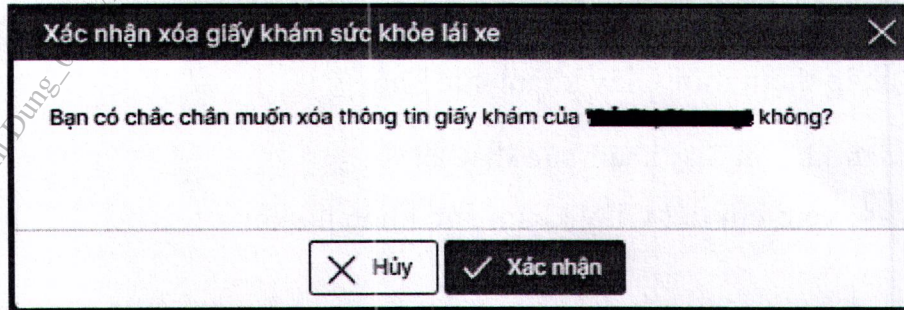 Xác nhận xóa giấy khám sức khỏe lái xe
Bạn có chắc chắn muốn xóa thông tin giấy khám của không?
Hủy
Xác nhận